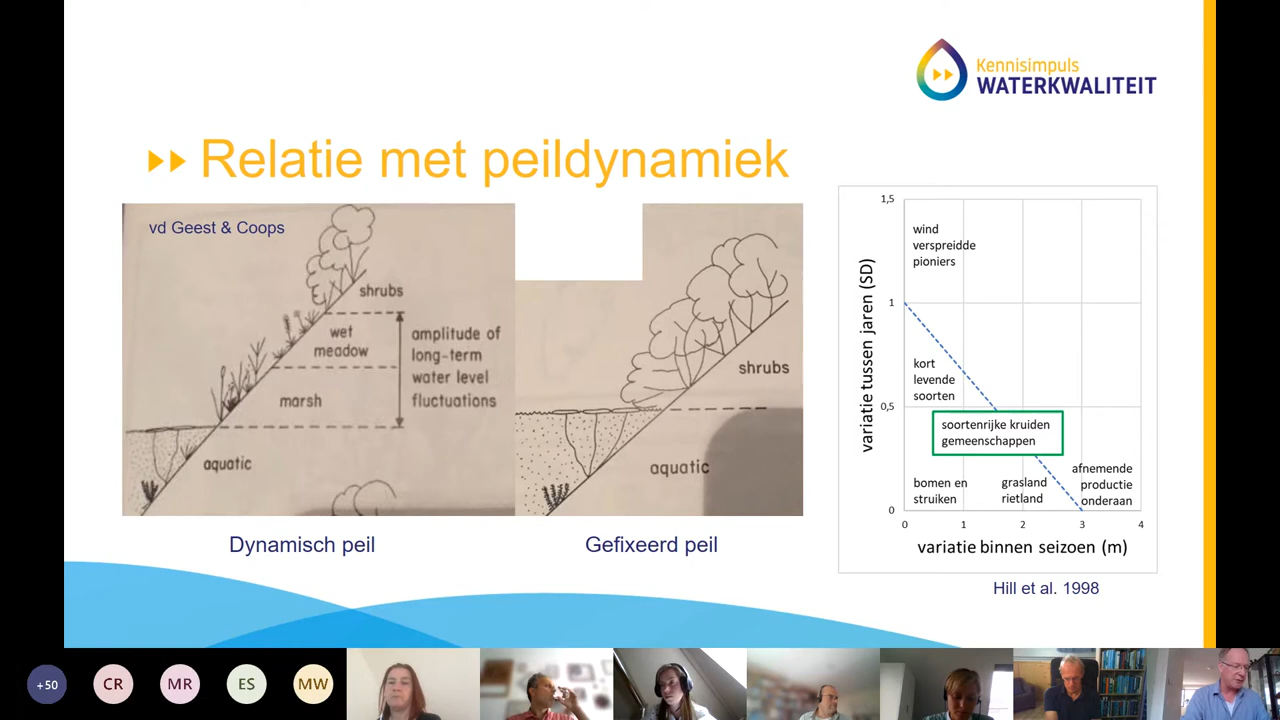 Kennisimpuls
WATERKWALITEIT
Relatie met peildynamiek
vd Geest & Coops
shrubs
wet
meadow
marsh
aquatic
amplitude of
long-term
water level
fluctuations
shrubs
aquatic
Dynamisch peil
Gefixeerd peil
variatie tussen jaren (SD)
1,5
1
0,5
0
wind
verspreidde
pioniers
kort
levende
soorten
soortenrijke kruiden
gemeenschappen
bomen en
struiken
grasland
rietland
afnemende
productie
onderaan
0 1 2 3 4
variatie binnen seizoen (m)
Hill et al. 1998
+50
CR
MR
ES
MW